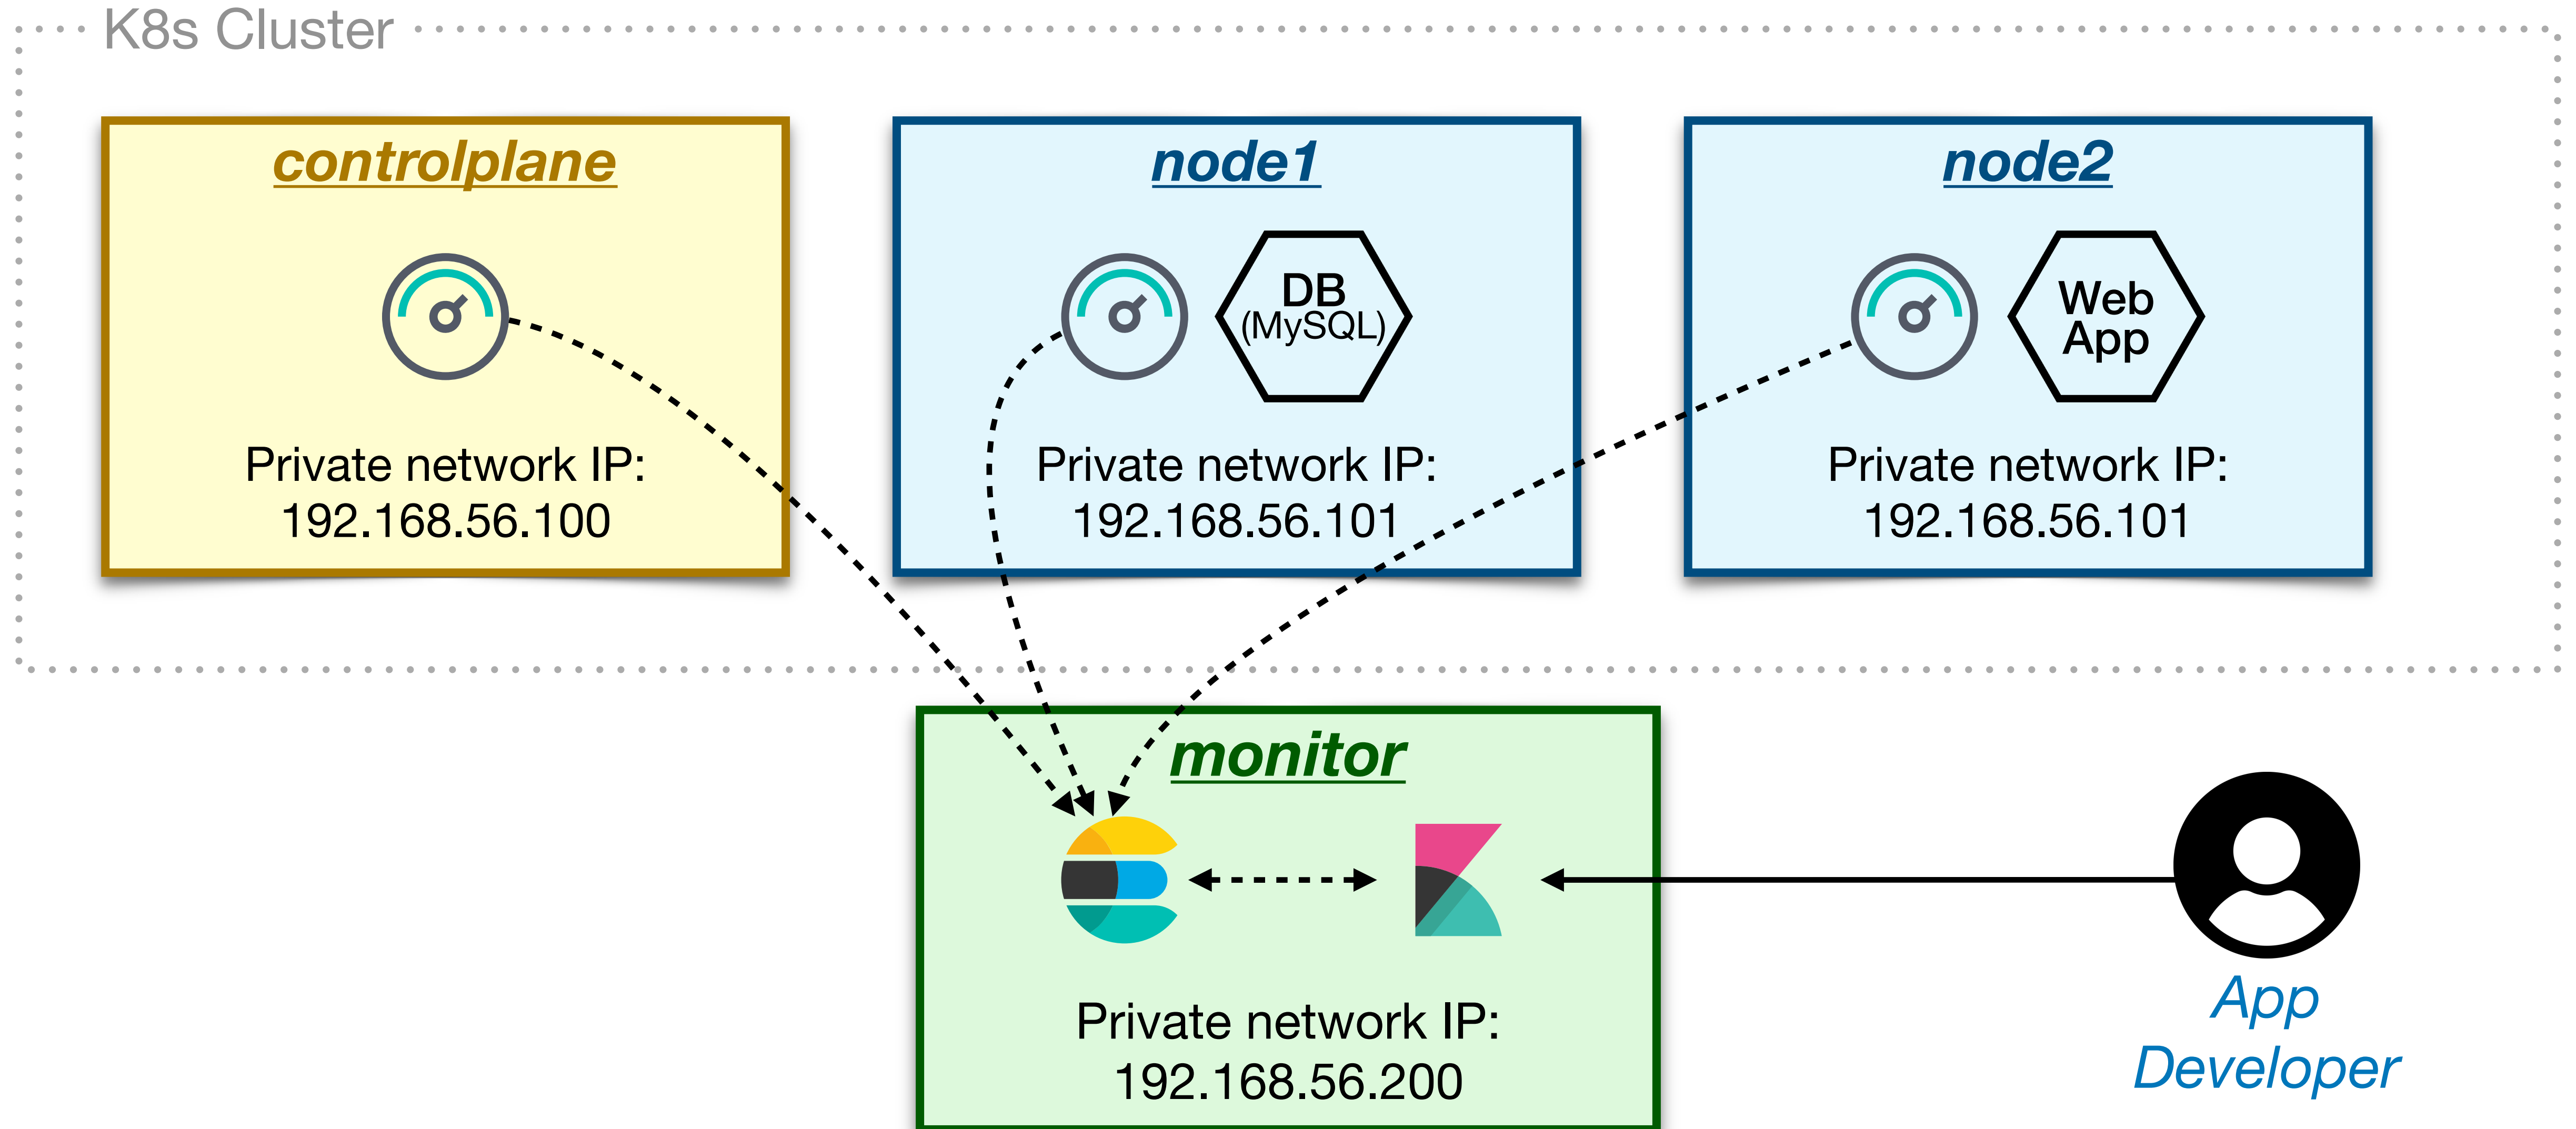 K8s Cluster
controlplane
Private network IP:
192.168.56.100
node1
DB
(MySQL)
Private network IP:
192.168.56.101
node2
Web
App
Private network IP:
192.168.56.101
monitor
Private network IP:
192.168.56.200
App
Developer